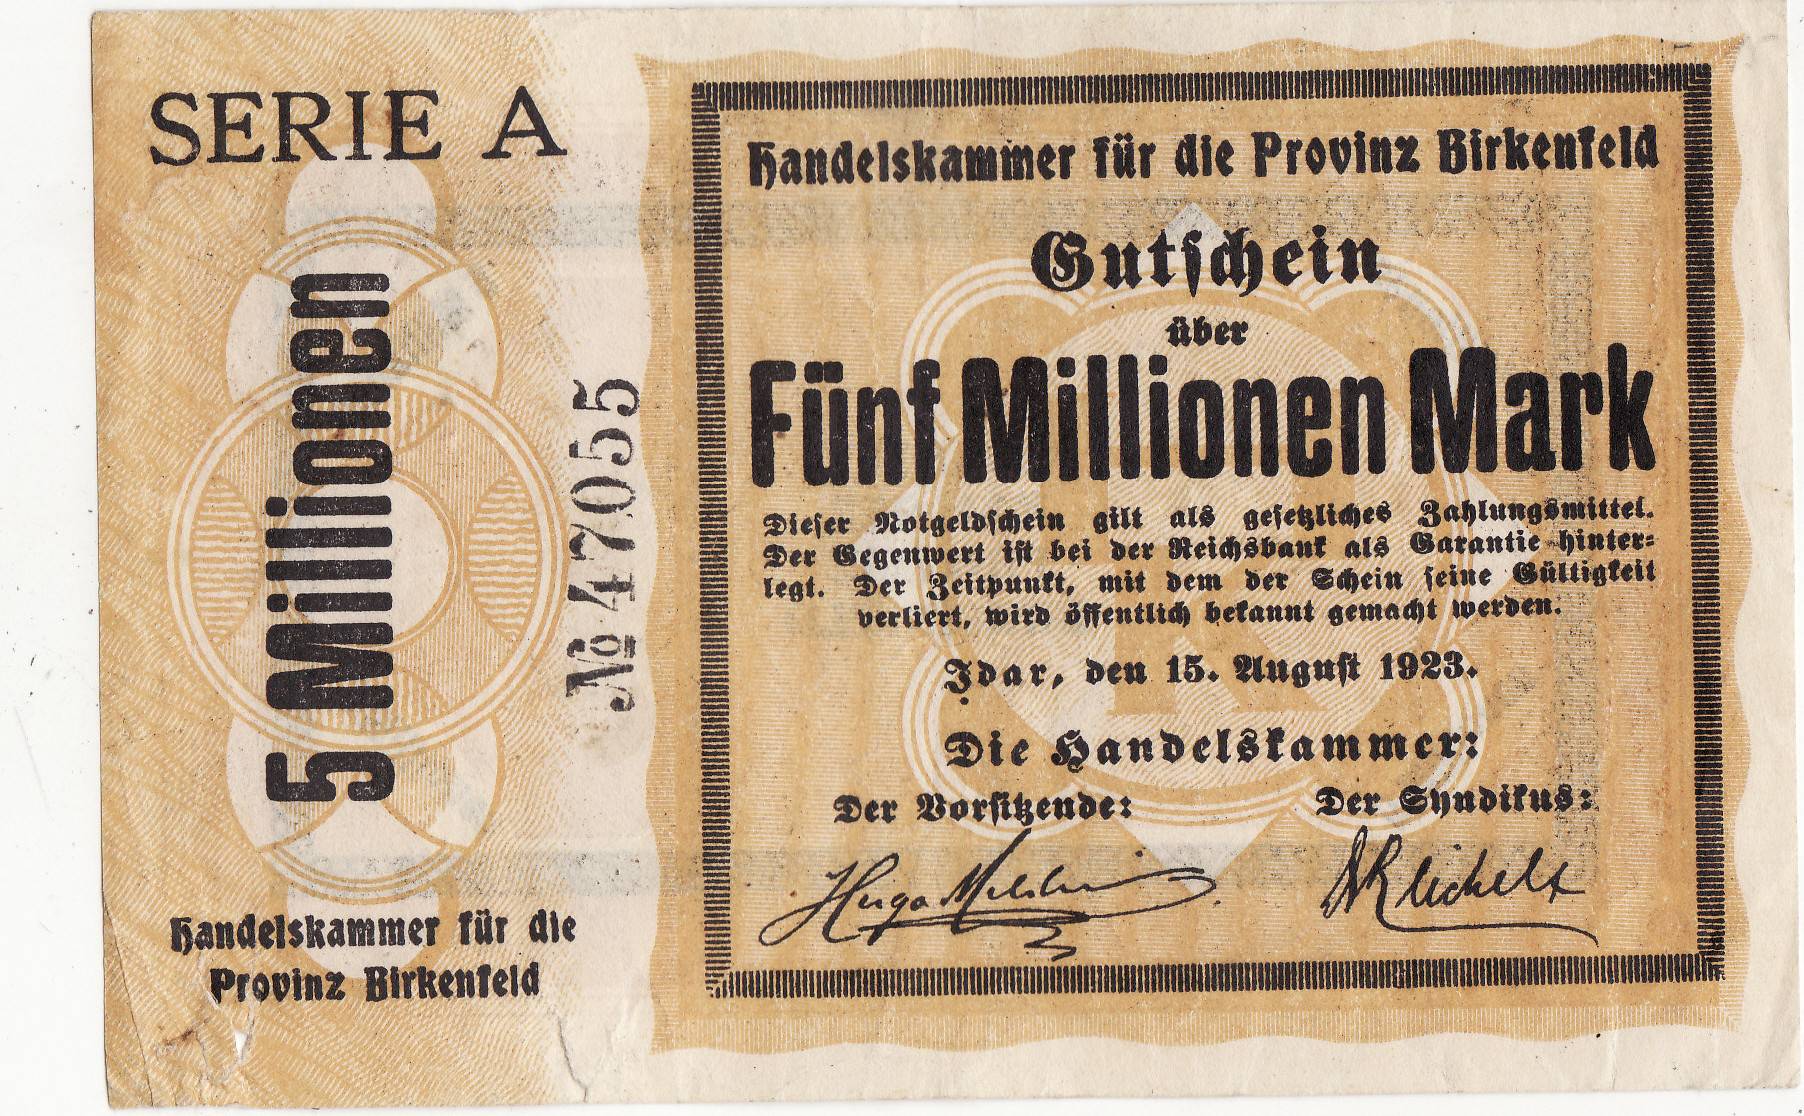 SERIE A
5 Millionen
№ 47055
Handelskammer für die
Provinz Birkenfeld
Handelskammer für die Provinz Birkenfeld
Gutschein
über
Fünf Millionen Mark
Dieser Notgeldschein gilt als gesetzliches Zahlungsmittel.
Der Gegenwert ist bei der Reichsbank als Garantie hinter-
legt. Der Zeitpunkt, mit dem der Schein seine Gültigkeit
verliert, wird öffentlich bekannt gemacht werden.
Idar, den 15. August 1923.
Die Handelskammer:
Der Vorsitzende: Der Syndikus:
Hugo